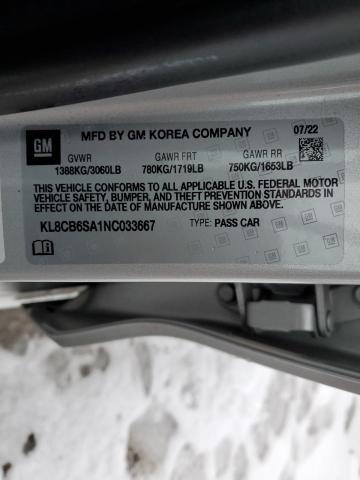 GM
MFD BY GM KOREA COMPANY
07/22
GVWR GAWR FRT GAWR RR
1388KG/3060LB 780KG/1719LB 750KG/1653LB
THIS VEHICLE CONFORMS TO ALL APPLICABLE U.S. FEDERAL MOTOR
VEHICLE SAFETY, BUMPER, AND THEFT PREVENTION STANDARDS IN
EFFECT ON THE DATE OF MANUFACTURE SHOWN ABOVE.
KL8CB6SA1NC033667 TYPE: PASS CAR